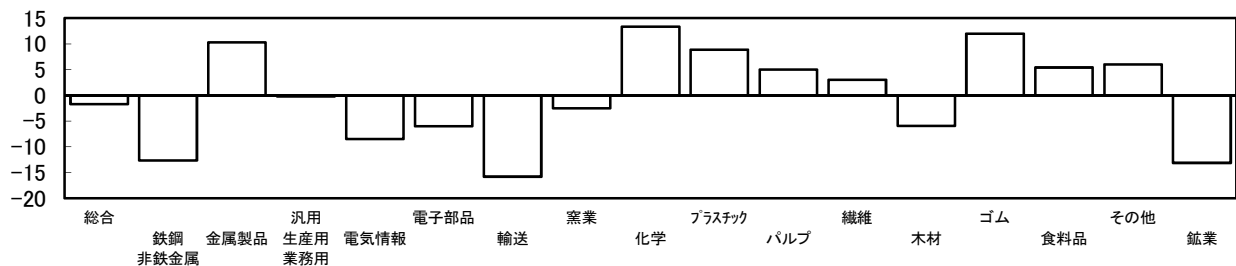 15
10
5
0
-5
-10
-15
-20
総合
鉄鋼
非鉄金属
金属製品
汎用
生産用
業務用
電気情報
電子部品
輸送
窯業
化学
プラスチック
パルプ
繊維
木材
ゴム
食料品
その他
鉱業